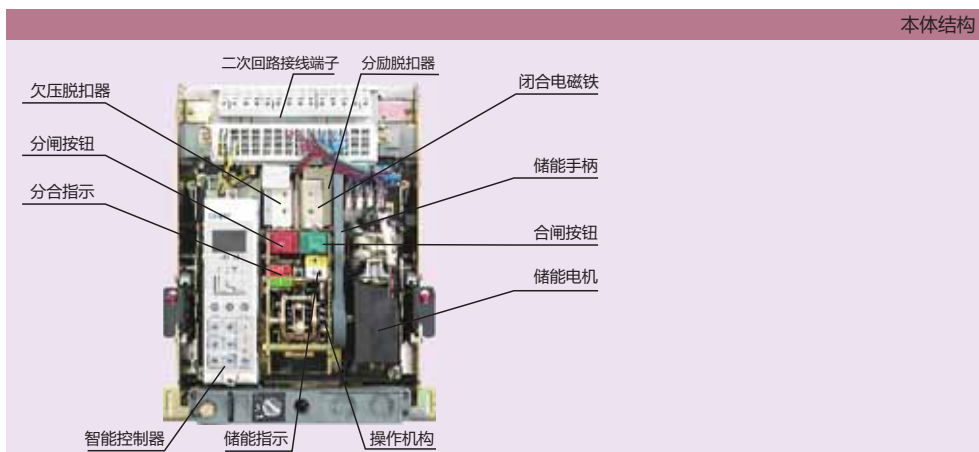 本体结构
二次回路接线端子
分励脱扣器
欠压脱扣器
闭合电磁铁
分闸按钮
储能手柄
分合指示
合闸按钮
储能电机
智能控制器
储能指示
操作机构